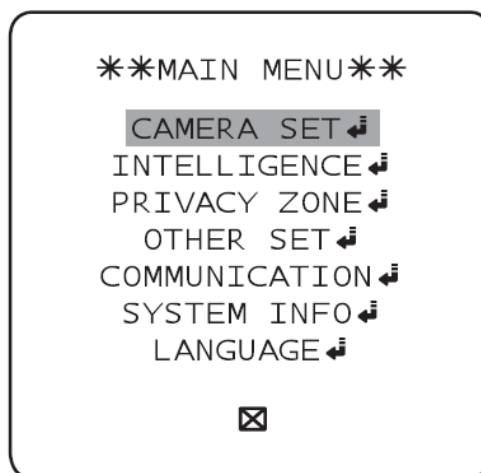 **MAIN MENU**
CAMERA SET↲
INTELLIGENCE↲
PRIVACY ZONE↲
OTHER SET↲
COMMUNICATION↲
SYSTEM INFO↲
LANGUAGE↲
☒